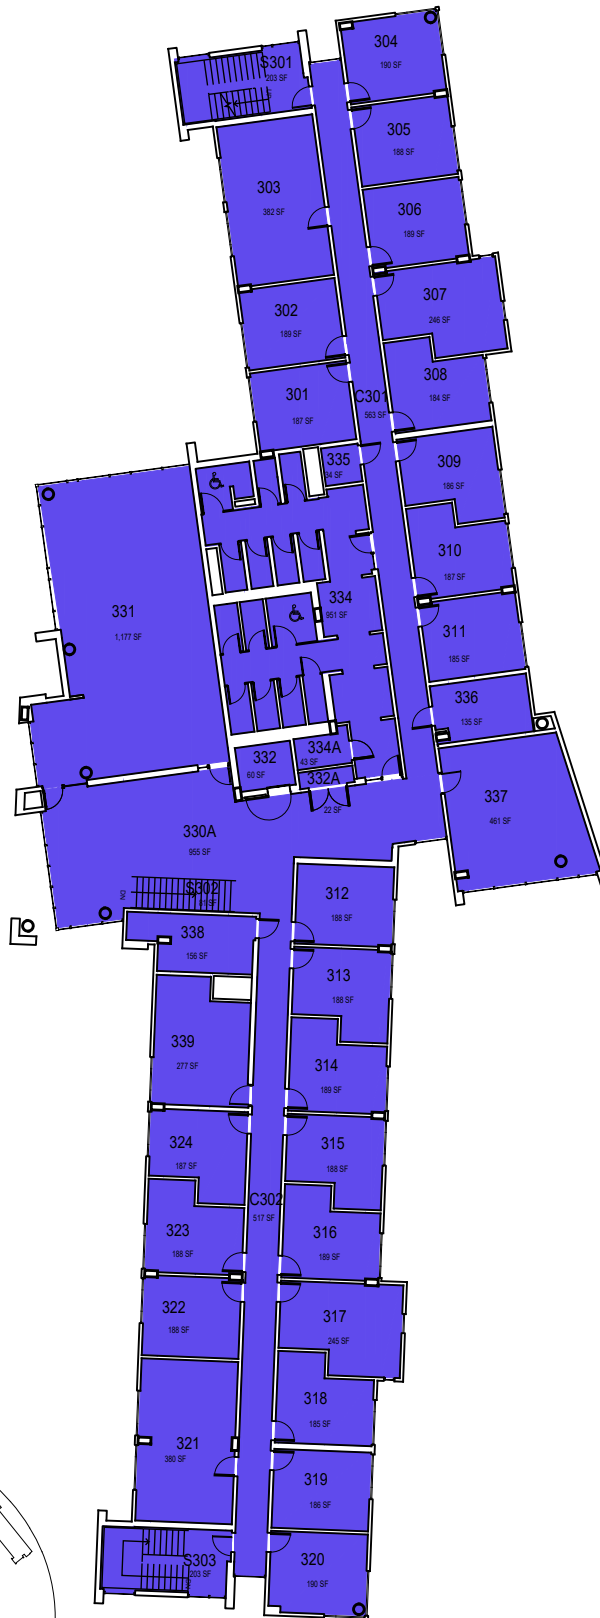 304
190 SF
S301
203 SF
305
188 SF
303
382 SF
306
189 SF
307
246 SF
302
189 SF
308
184 SF
301
187 SF
C301
563 SF
335
34 SF
309
186 SF
310
187 SF
331
1,177 SF
334
951 SF
311
185 SF
336
135 SF
332
60 SF
334A
43 SF
332A
22 SF
337
461 SF
330A
955 SF
S302
81 SF
DN
312
188 SF
338
156 SF
313
188 SF
339
277 SF
314
189 SF
324
187 SF
315
188 SF
C302
517 SF
323
188 SF
316
189 SF
322
188 SF
317
245 SF
318
185 SF
321
380 SF
319
186 SF
S303
203 SF
320
190 SF